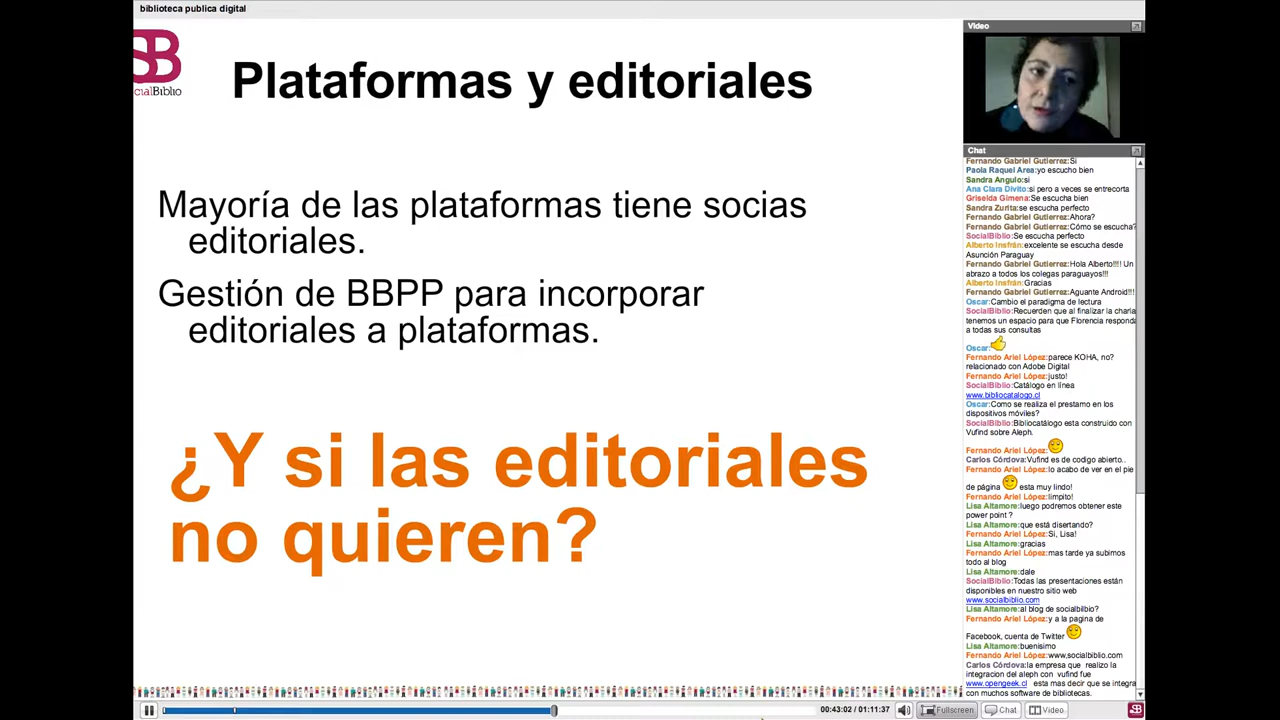 biblioteca publica digital
SB
cialBiblio
Plataformas y editoriales
Mayoría de las plataformas tiene socias
editoriales.
Gestión de BBPP para incorporar
editoriales a plataformas.
¿Y si las editoriales
no quieren?
Video
Chat
Fernando Gabriel Gutierrez:Si
Paola Raquel Area:yo escucho bien
Sandra Angulo:si
Ana Clara Divito:si pero a veces se entrecorta
Griselda Gimena:Se escucha bien
Sandra Zurita:se escucha perfecto
Fernando Gabriel Gutierrez:Ahora?
Fernando Gabriel Gutierrez:Cómo se escucha?
SocialBiblio:Se escucha perfecto
Alberto Insfrán:excelente se escucha desde
Asunción Paraguay
Fernando Gabriel Gutierrez:Hola Alberto!!!! Un
abrazo a todos los colegas paraguayos!!!
Alberto Insfrán:Gracias
Fernando Gabriel Gutierrez:Aguante Android!!!
Oscar:Cambio el paradigma de lectura
SocialBiblio:Recuerden que al finalizar la charla
tenemos un espacio para que Florencia responda
a todas sus consultas
Oscar:
Fernando Ariel López:parece KOHA, no?
relacionado con Adobe Digital
Fernando Ariel López:justo!
SocialBiblio:Catálogo en línea
www.bibliocatalogo.cl
Oscar:Como se realiza el prestamo en los
dispositivos móviles?
SocialBiblio:Bibliocatálogo esta construido con
Vufind sobre Aleph.
Fernando Ariel López:
Carlos Córdova:Vufind es de codigo abierto..
Fernando Ariel López:lo acabo de ver en el pie
de página esta muy lindo!
Fernando Ariel López:limpito!
Lisa Altamore:luego podremos obtener este
power point ?
Lisa Altamore:que está disertando?
Fernando Ariel López:Si, Lisa!
Lisa Altamore:gracias
Fernando Ariel López:mas tarde ya subimos
todo al blog
Lisa Altamore:dale
SocialBiblio:Todas las presentaciones están
disponibles en nuestro sitio web
www.socialbiblio.com
Lisa Altamore:al blog de socialbilbio?
Fernando Ariel López:y a la pagina de
Facebook, cuenta de Twitter
Lisa Altamore:buenisimo
Fernando Ariel López:www,socialbiblio.com
Carlos Córdova:la empresa que realizo la
integracion del aleph con vufind fue
www.opengeek.cl esta mas decir que se integra
con muchos software de bibliotecas.
00:43:02 / 01:11:37
Fullscreen
Chat
Video
SB